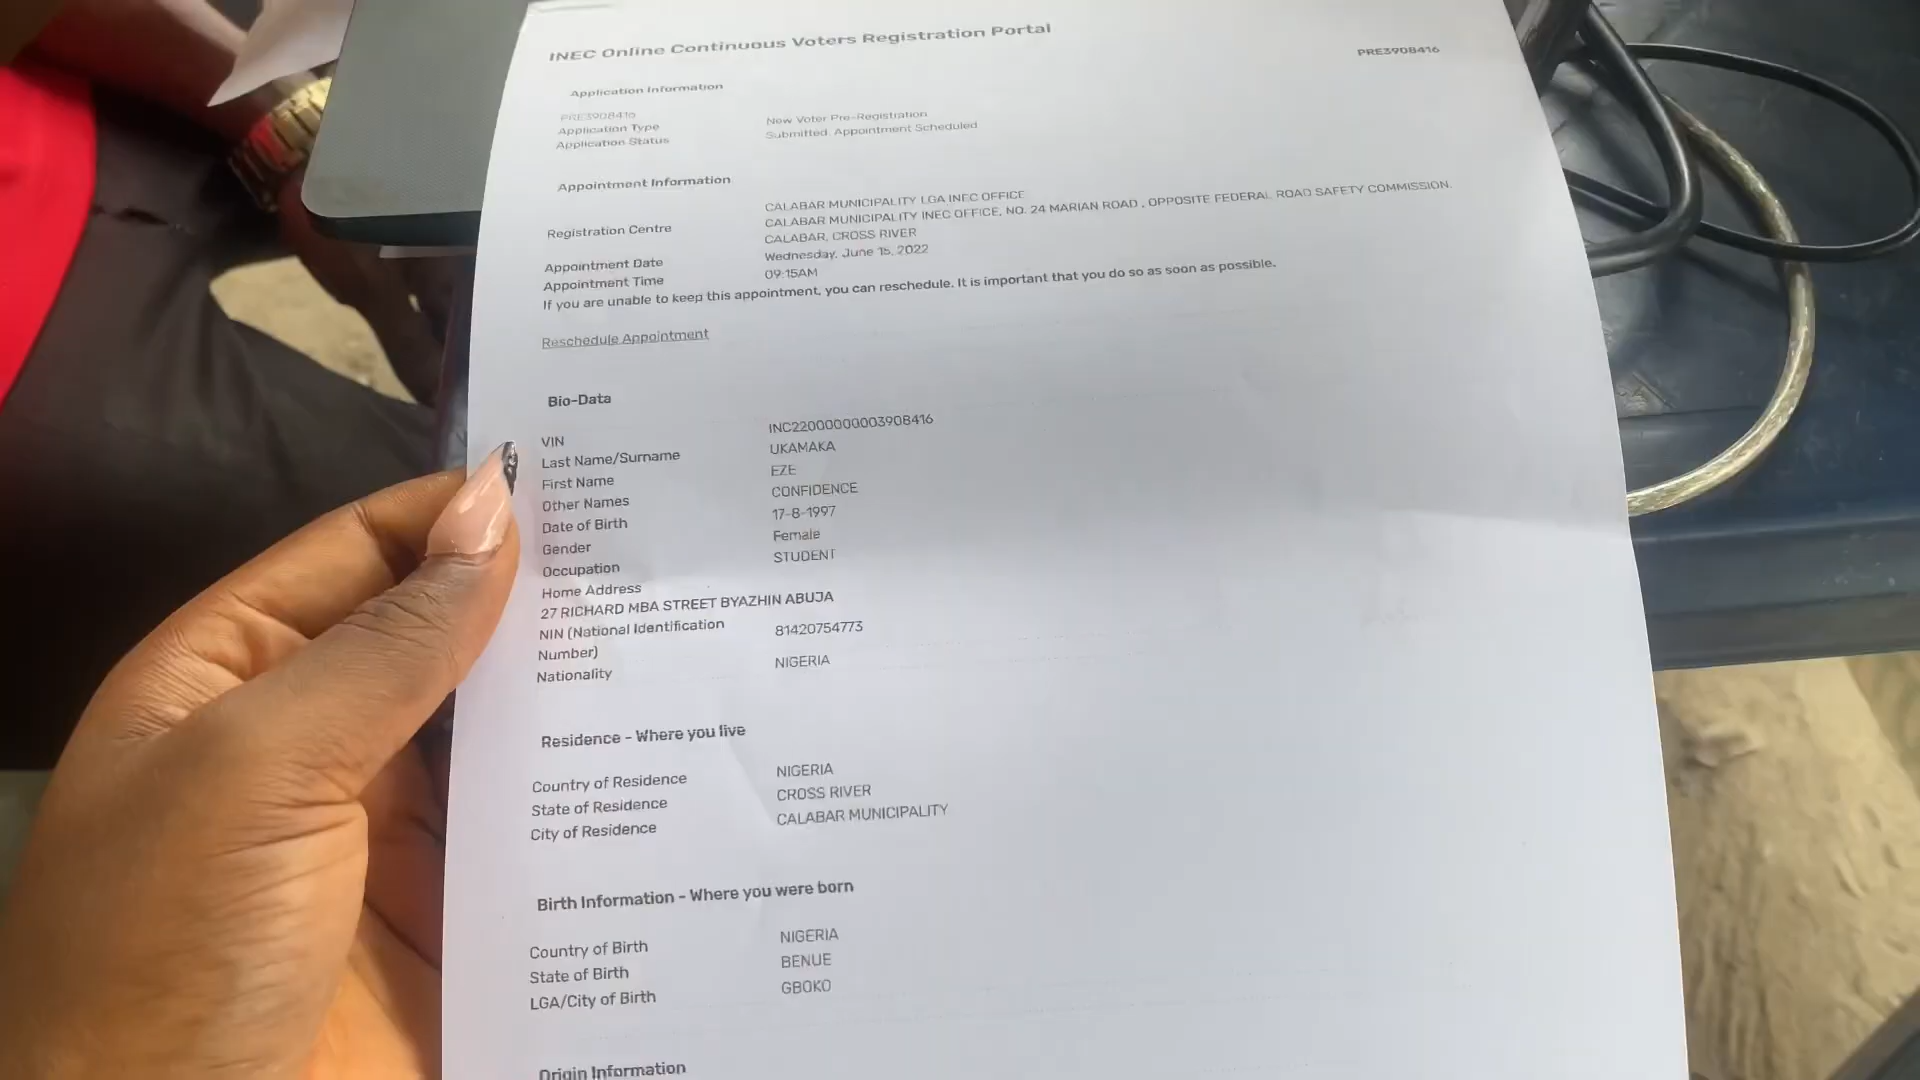 INEC Online Continuous Voters Registration Portal
PRE3908416
Application Information
PRE3908416
Application Type New Voter Pre-Registration
Application Status Submitted. Appointment Scheduled
Appointment Information
CALABAR MUNICIPALITY LGA INEC OFFICE
Registration Centre CALABAR MUNICIPALITY INEC OFFICE, NO. 24 MARIAN ROAD , OPPOSITE FEDERAL ROAD SAFETY COMMISSION.
CALABAR, CROSS RIVER
Appointment Date Wednesday, June 15, 2022
Appointment Time 09:15AM
If you are unable to keep this appointment, you can reschedule. It is important that you do so as soon as possible.
Reschedule Appointment
Bio-Data
VIN INC22000000003908416
Last Name/Surname UKAMAKA
First Name EZE
Other Names CONFIDENCE
Date of Birth 17-8-1997
Gender Female
Occupation STUDENT
Home Address
27 RICHARD MBA STREET BYAZHIN ABUJA
NIN (National Identification 81420754773
Number)
Nationality NIGERIA
Residence - Where you live
Country of Residence NIGERIA
State of Residence CROSS RIVER
City of Residence CALABAR MUNICIPALITY
Birth Information - Where you were born
Country of Birth NIGERIA
State of Birth BENUE
LGA/City of Birth GBOKO
Origin Information